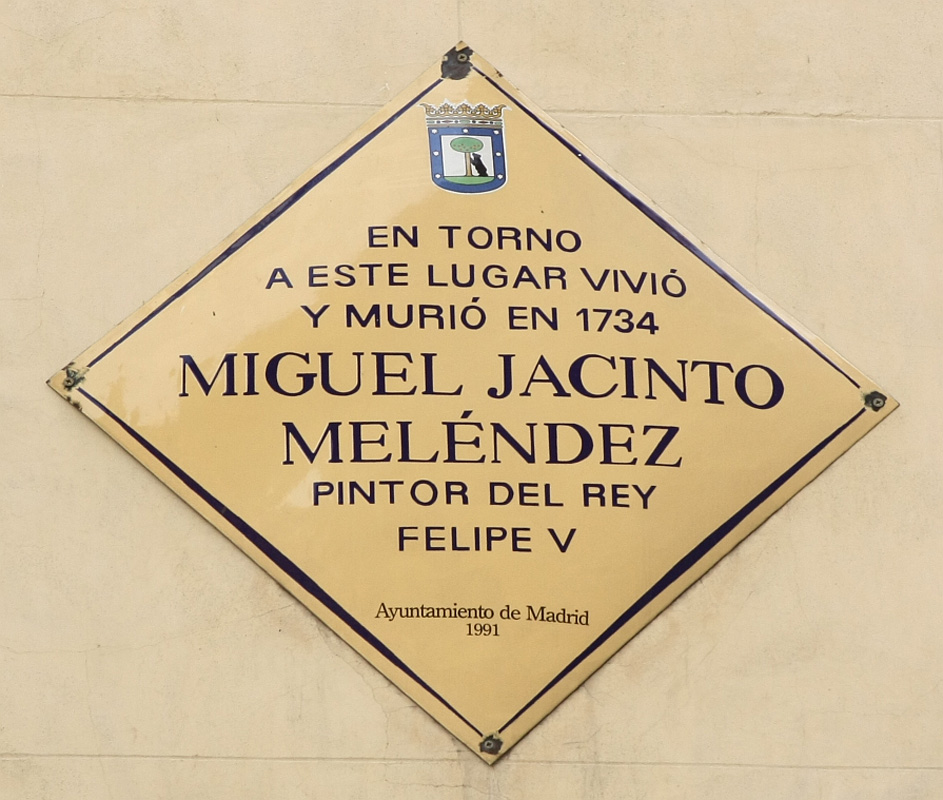 EN TORNO
A ESTE LUGAR VIVIÓ
Y MURIÓ EN 1734
MIGUEL JACINTO
MELÉNDEZ
PINTOR DEL REY
FELIPE V
Ayuntamiento de Madrid
1991